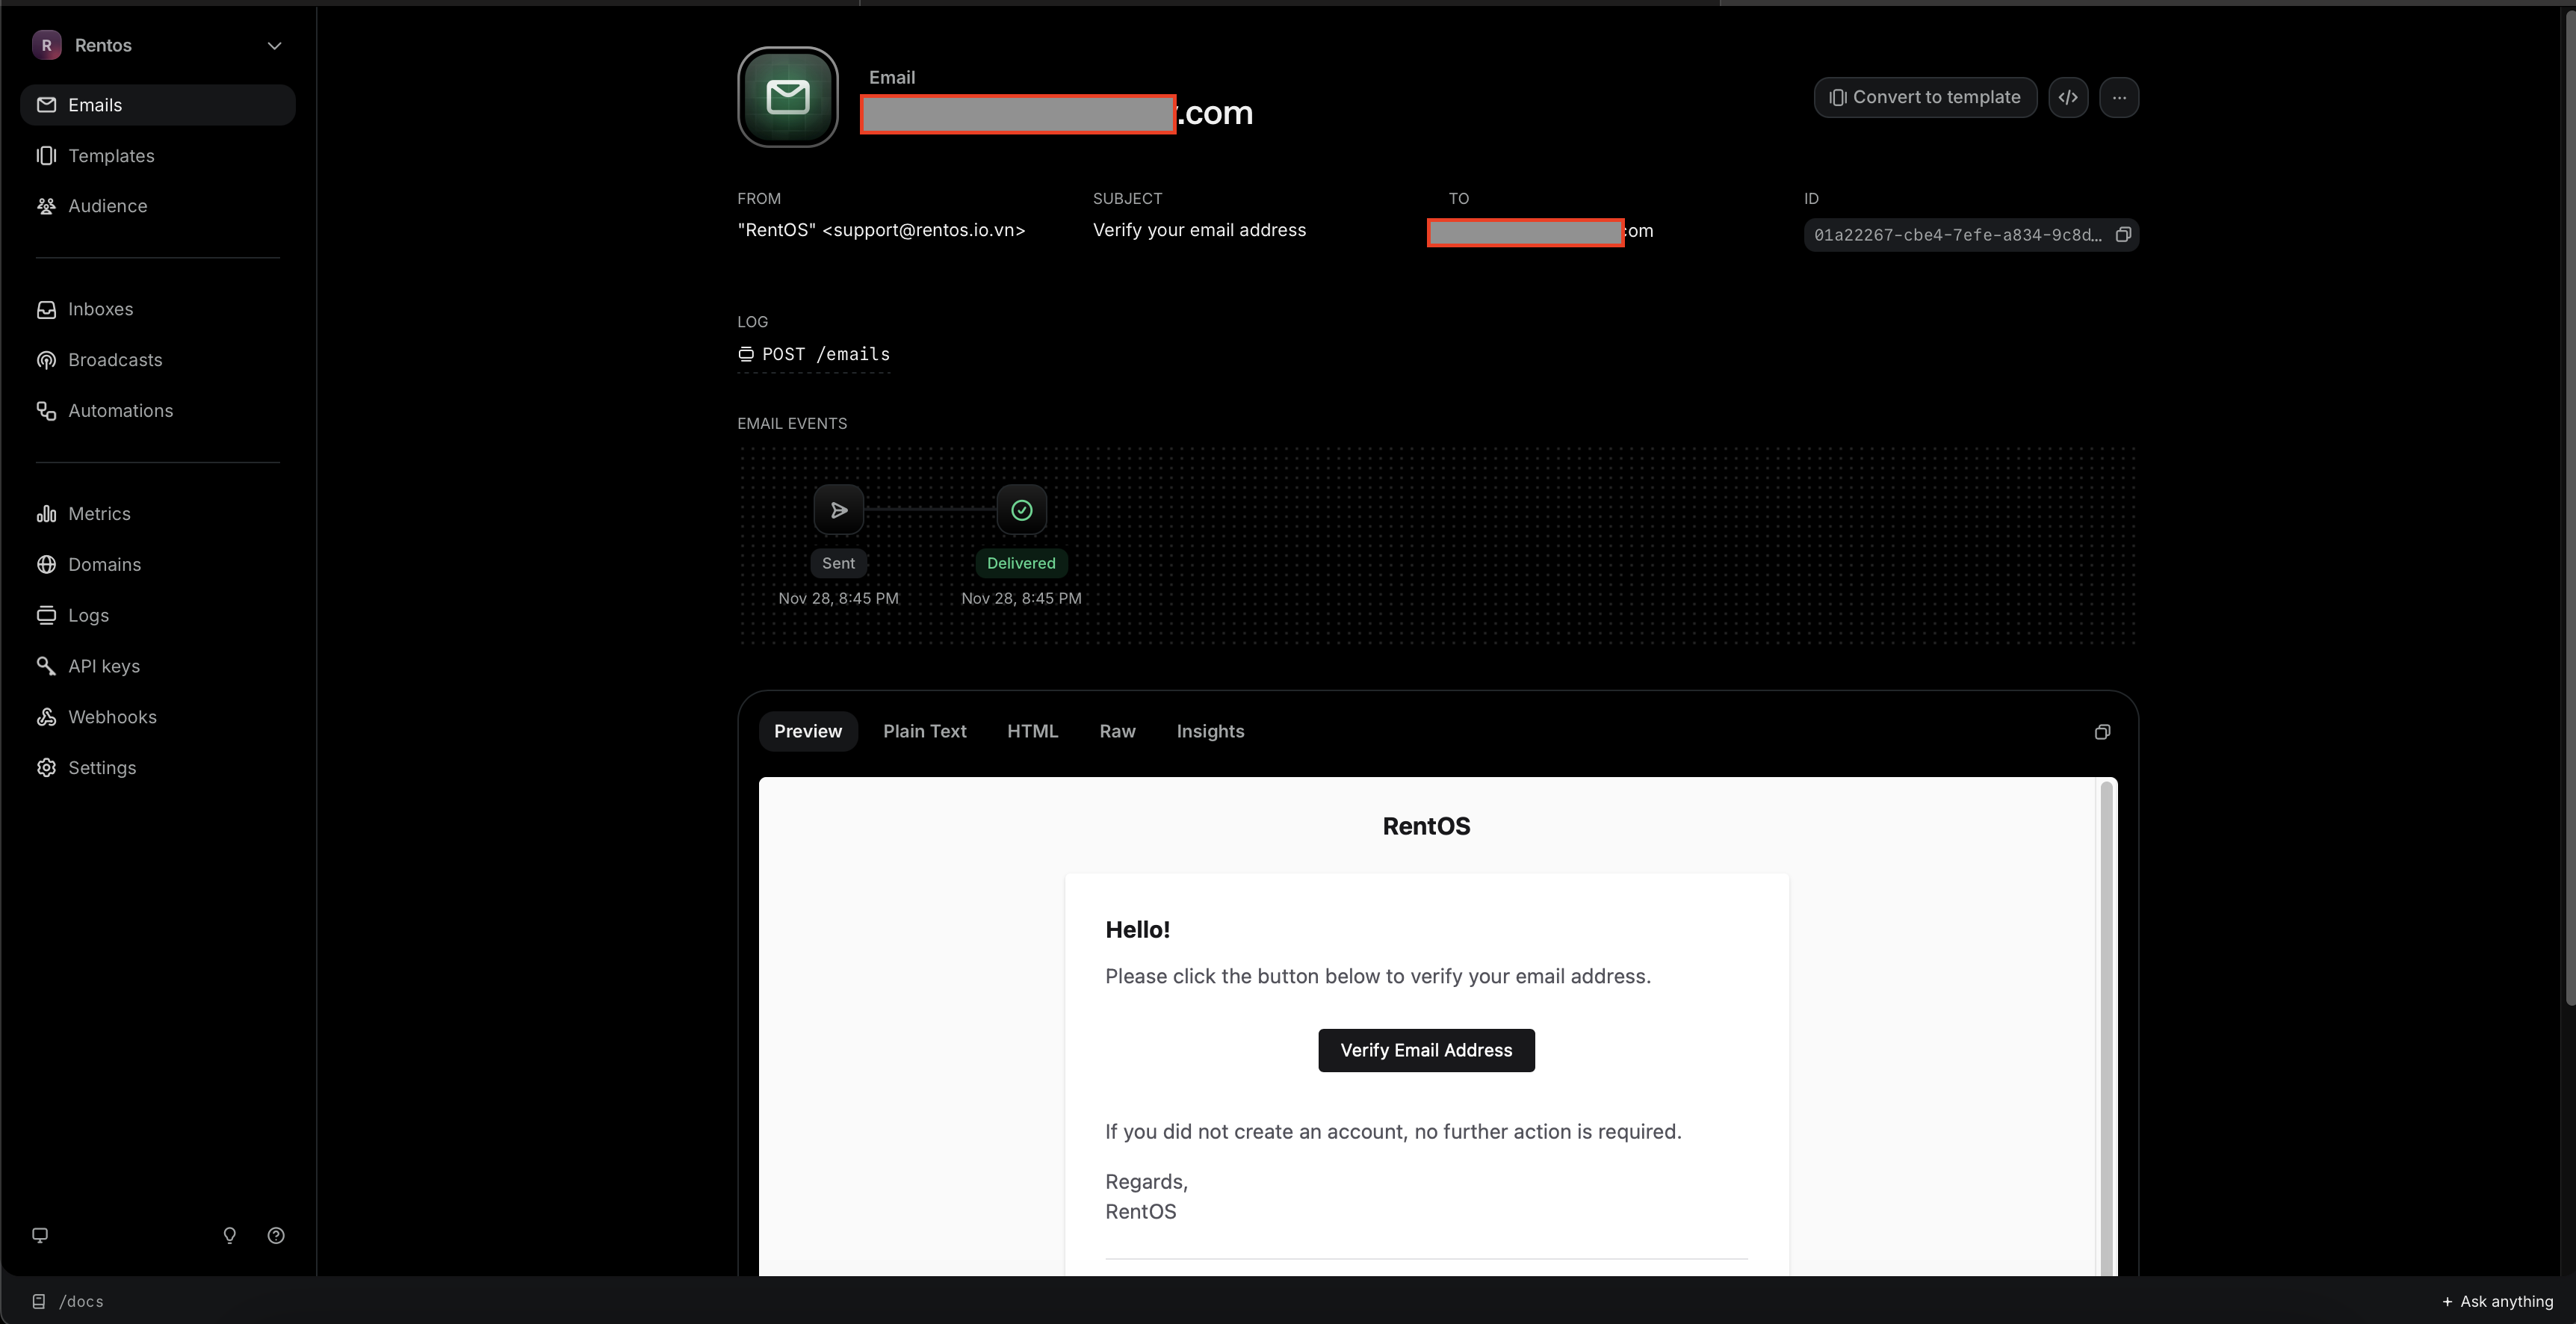 R Rentos
Emails
Templates
Audience
Inboxes
Broadcasts
Automations
Metrics
Domains
Logs
API keys
Webhooks
Settings
/docs
Email
.com
Convert to template
FROM
"RentOS" <support@rentos.io.vn>
SUBJECT
Verify your email address
TO
om
ID
01a22267-cbe4-7efe-a834-9c8d…
LOG
POST /emails
EMAIL EVENTS
Sent
Nov 28, 8:45 PM
Delivered
Nov 28, 8:45 PM
Preview Plain Text HTML Raw Insights
RentOS
Hello!
Please click the button below to verify your email address.
Verify Email Address
If you did not create an account, no further action is required.
Regards,
RentOS
+ Ask anything